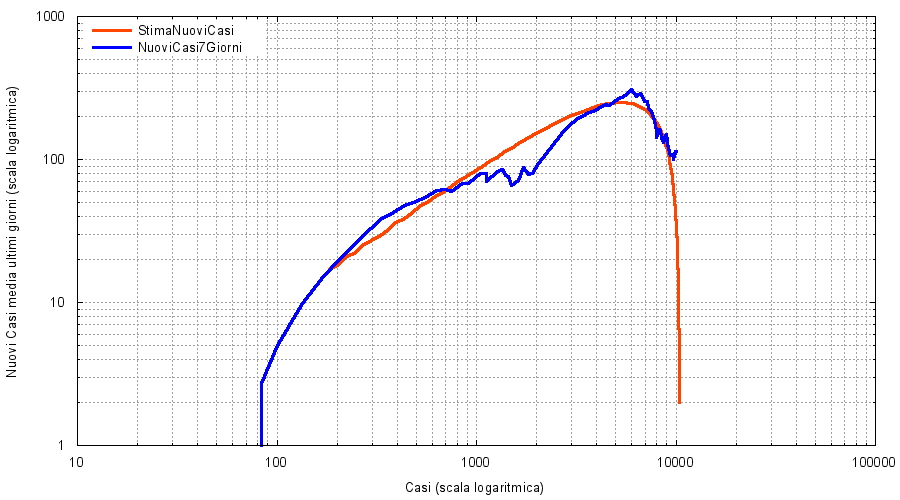 1000
StimaNuoviCasi
NuoviCasi7Giorni
Nuovi Casi media ultimi giorni (scala logaritmica)
100
10
1
10
100
1000
10000
100000
Casi (scala logaritmica)